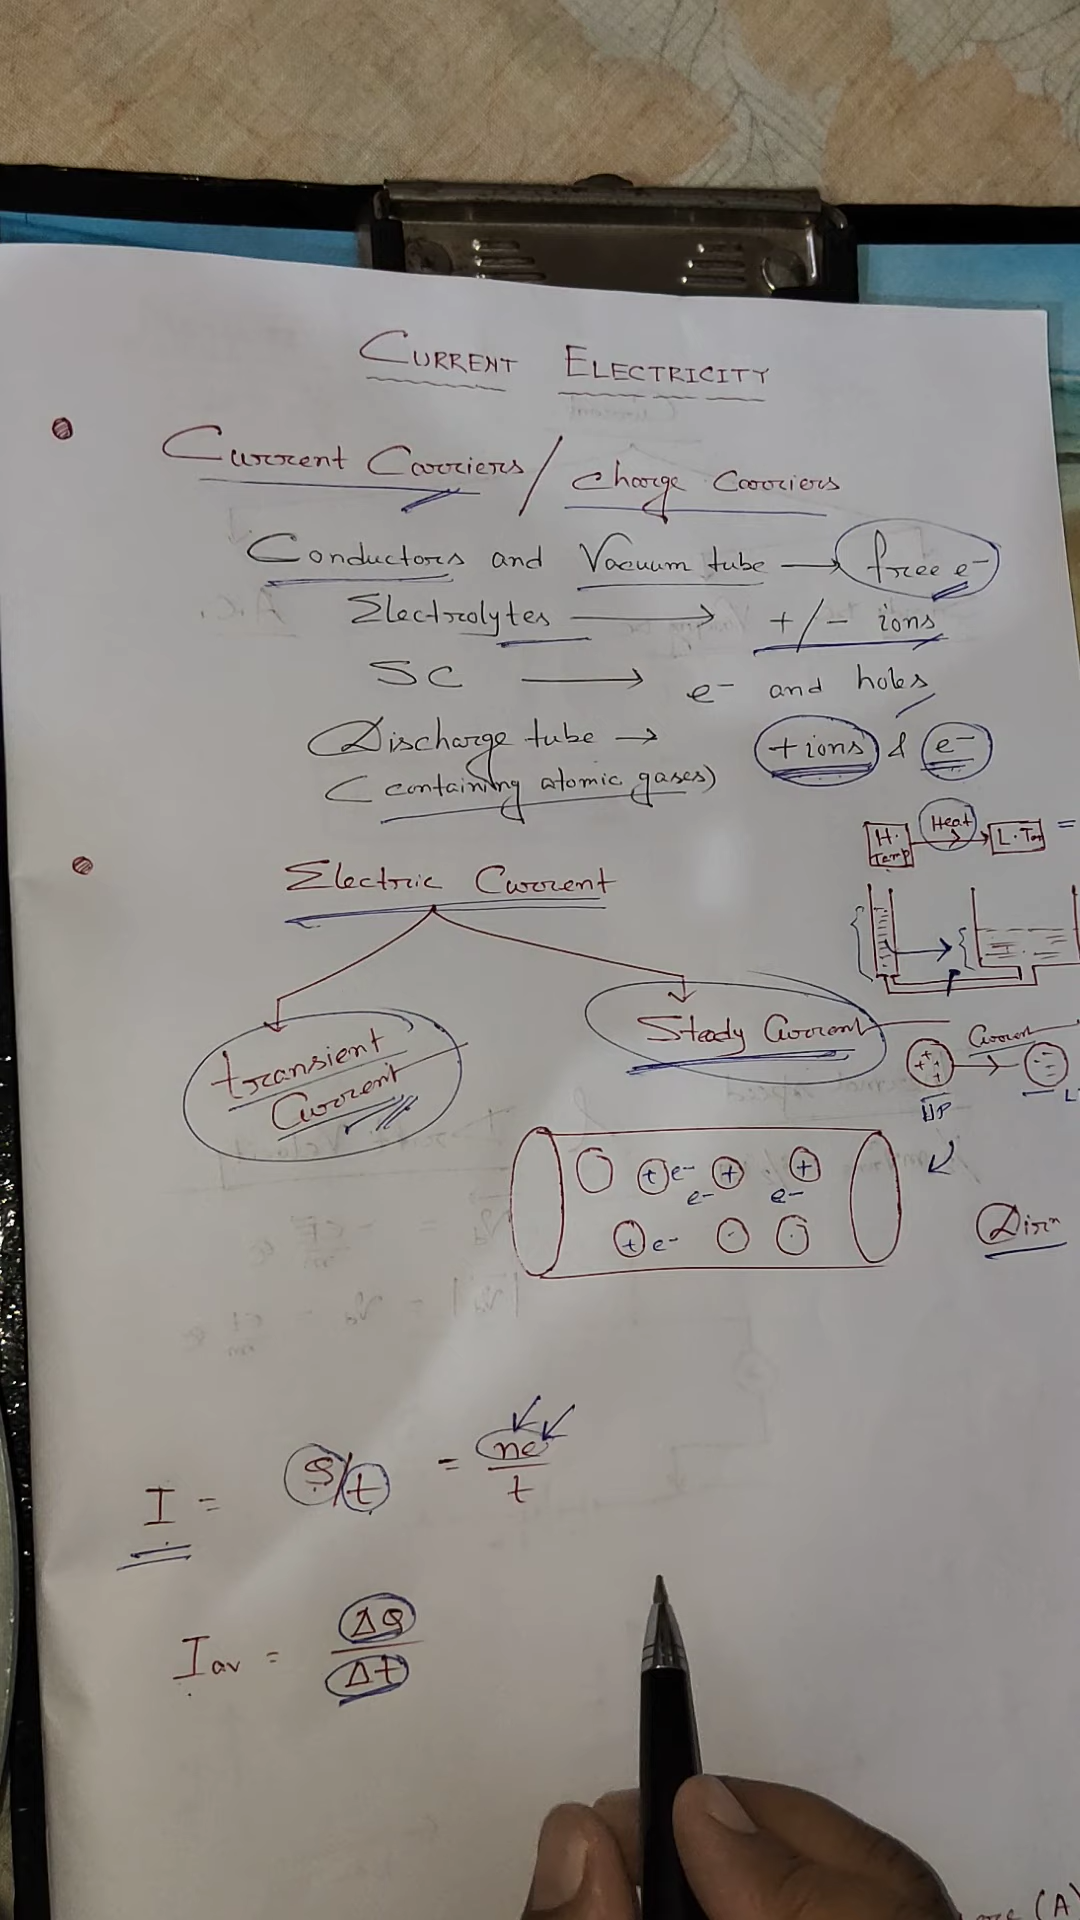 CURRENT ELECTRICITY
Current Carriers / Charge Carriers
Conductors and Vacuum tube → free e-
Electrolytes → +/- ions
SC → e- and holes
Discharge tube → + ions & e-
(containing atomic gases)
H. Temp → Heat → L. Tem =
Electric Current
transient Current
Steady Current
++ + Current → - -
HP
L
+ e- + +
e- e-
+ e-
Dirn
I = Q/t = ne/t
Iav = ΔQ/Δt
(A)